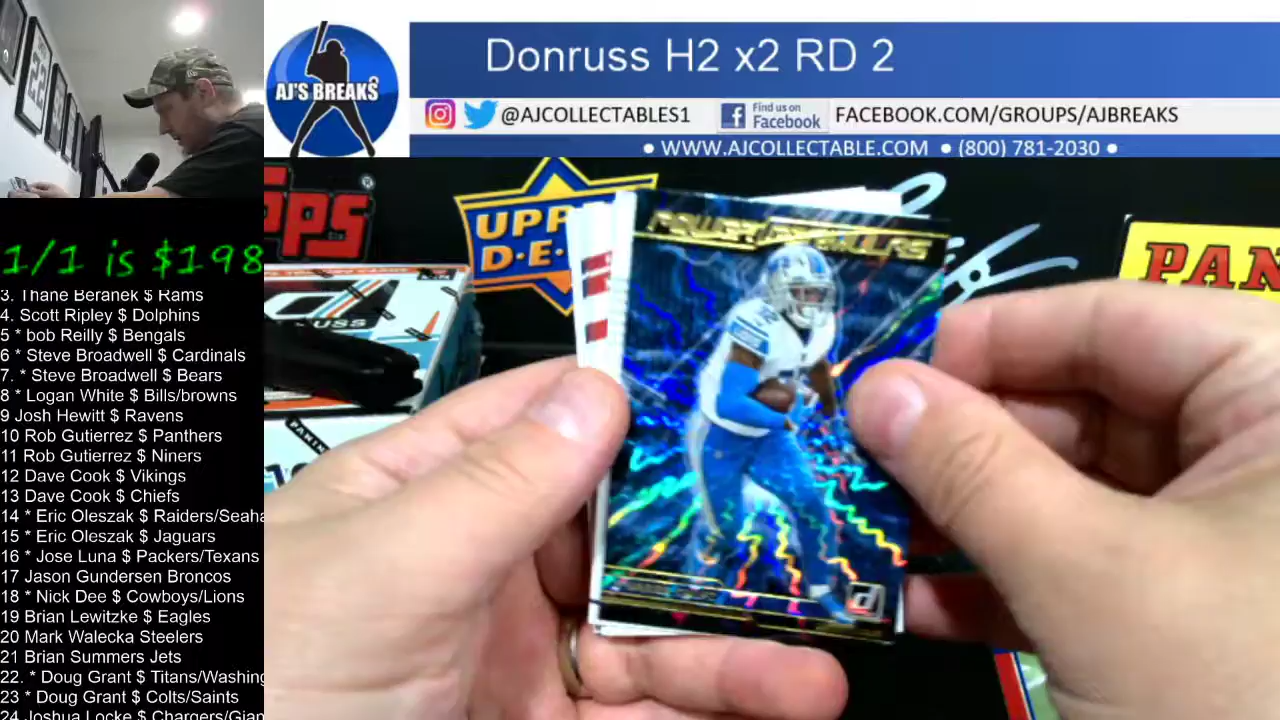 Donruss H2 x2 RD 2
AJ'S BREAKS
@AJCOLLECTABLES1
Find us on
Facebook
FACEBOOK.COM/GROUPS/AJBREAKS
• WWW.AJCOLLECTABLE.COM • (800) 781-2030 •
UPP
D·E
PAN
1/1 is $198
3. Thane Beranek $ Rams
4. Scott Ripley $ Dolphins
5 * bob Reilly $ Bengals
6 * Steve Broadwell $ Cardinals
7. * Steve Broadwell $ Bears
8 * Logan White $ Bills/browns
9 Josh Hewitt $ Ravens
10 Rob Gutierrez $ Panthers
11 Rob Gutierrez $ Niners
12 Dave Cook $ Vikings
13 Dave Cook $ Chiefs
14 * Eric Oleszak $ Raiders/Seaha
15 * Eric Oleszak $ Jaguars
16 * Jose Luna $ Packers/Texans
17 Jason Gundersen Broncos
18 * Nick Dee $ Cowboys/Lions
19 Brian Lewitzke $ Eagles
20 Mark Walecka Steelers
21 Brian Summers Jets
22. * Doug Grant $ Titans/Washing
23 * Doug Grant $ Colts/Saints
24 Joshua Locke $ Chargers/Gian